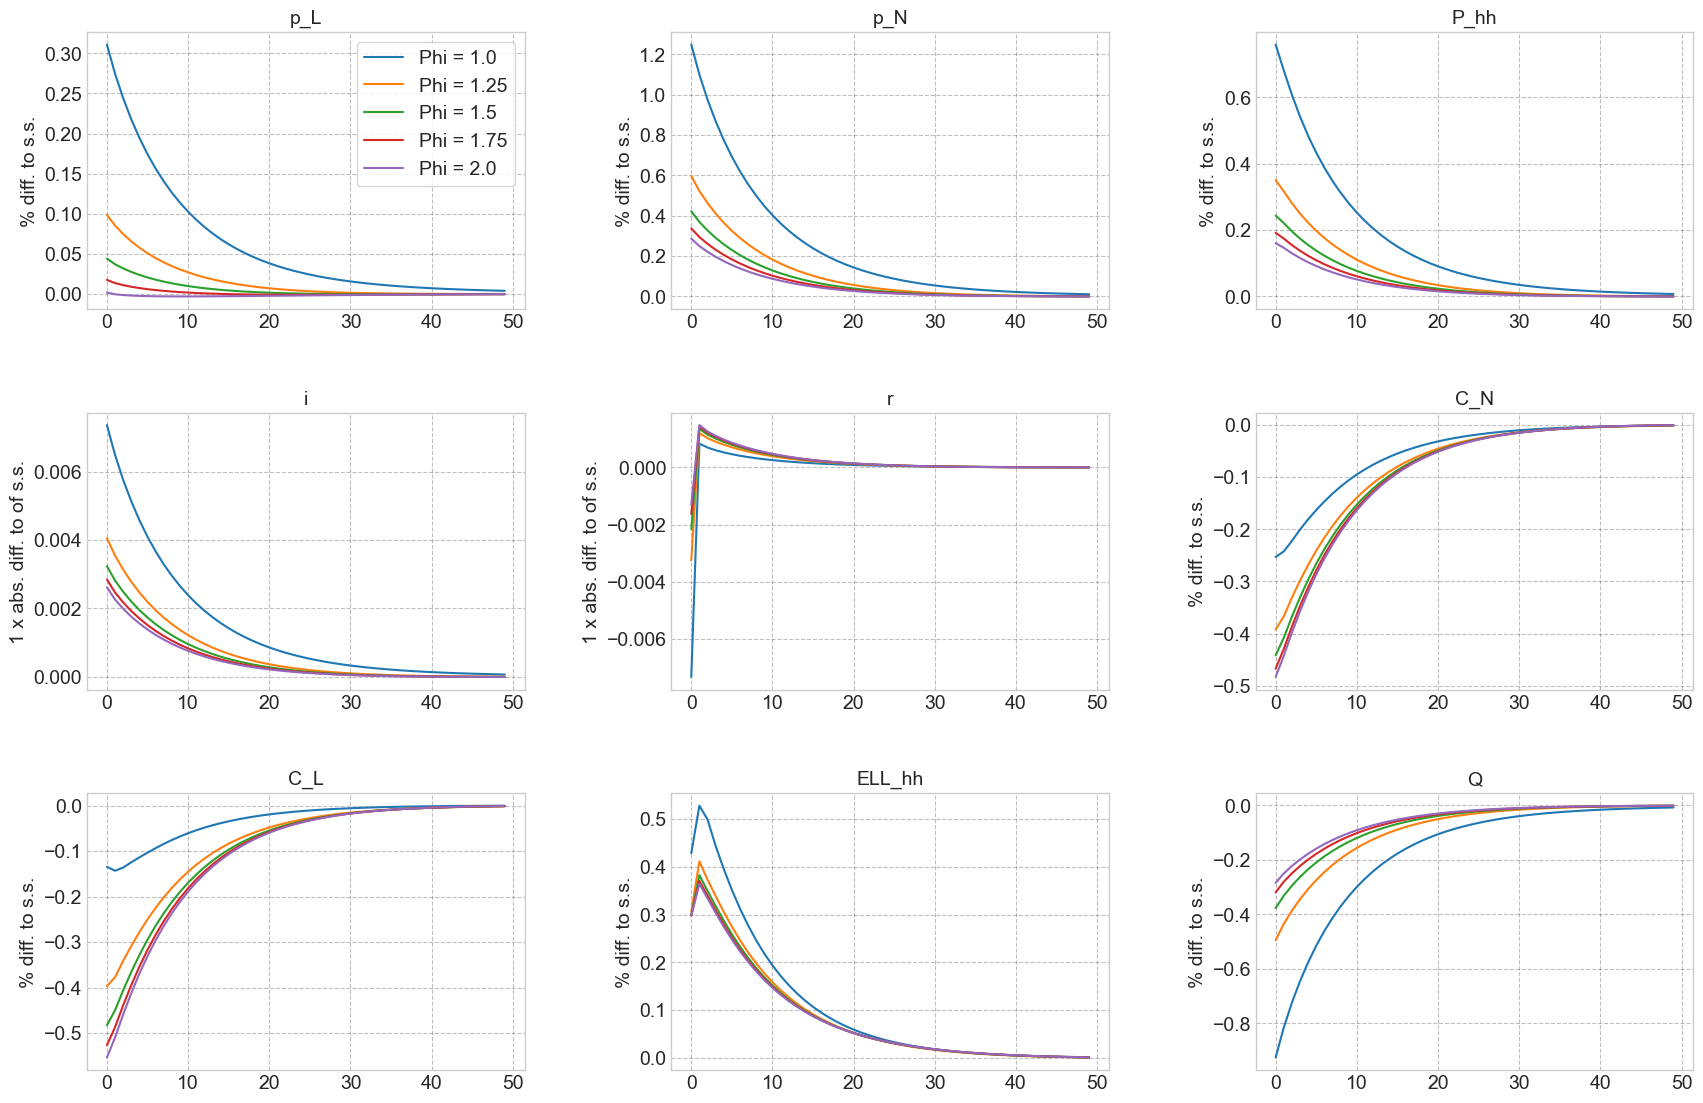 p_L
p_N
P_hh
% diff. to s.s.
0.30
0.25
0.20
0.15
0.10
0.05
0.00
0 10 20 30 40 50
Phi = 1.0
Phi = 1.25
Phi = 1.5
Phi = 1.75
Phi = 2.0
% diff. to s.s.
1.2
1.0
0.8
0.6
0.4
0.2
0.0
0 10 20 30 40 50
% diff. to s.s.
0.6
0.4
0.2
0.0
0 10 20 30 40 50
i
r
C_N
1 x abs. diff. to of s.s.
0.006
0.004
0.002
0.000
0 10 20 30 40 50
1 x abs. diff. to of s.s.
0.000
−0.002
−0.004
−0.006
0 10 20 30 40 50
% diff. to s.s.
0.0
−0.1
−0.2
−0.3
−0.4
−0.5
0 10 20 30 40 50
C_L
ELL_hh
Q
% diff. to s.s.
0.0
−0.1
−0.2
−0.3
−0.4
−0.5
0 10 20 30 40 50
% diff. to s.s.
0.5
0.4
0.3
0.2
0.1
0.0
0 10 20 30 40 50
% diff. to s.s.
0.0
−0.2
−0.4
−0.6
−0.8
0 10 20 30 40 50